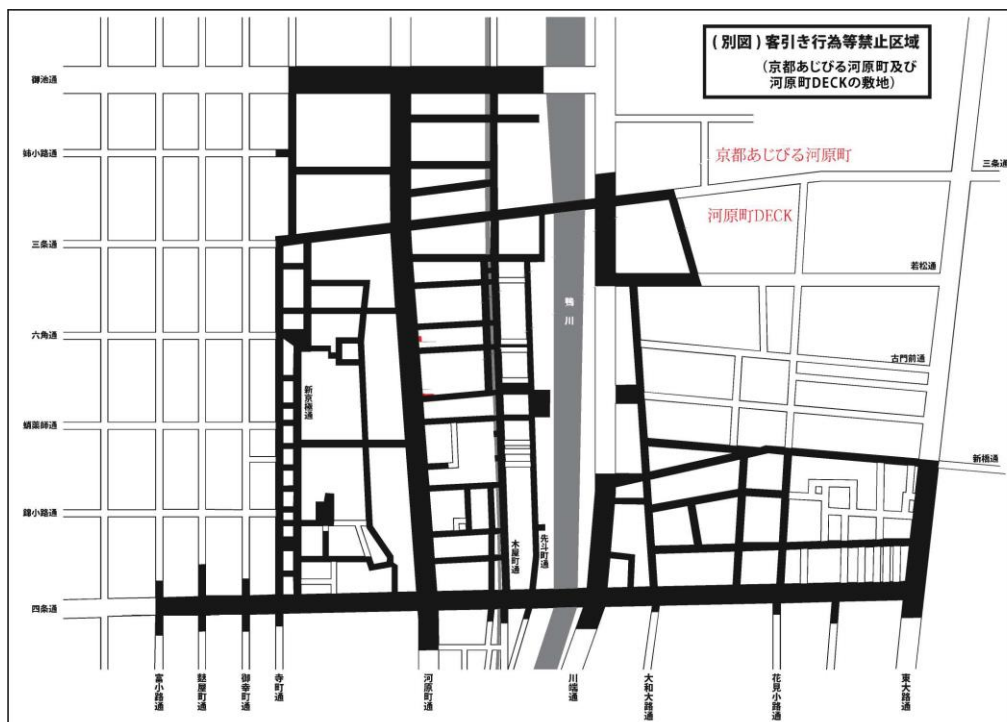 (別図)客引き行為等禁止区域
(京都あじびる河原町及び
河原町DECKの敷地)
御池通
姉小路通
京都あじびる河原町
三条通
河原町DECK
三条通
若松通
鴨川
六角通
古門前通
新京極通
蛸薬師通
新橋通
錦小路通
木屋町通
先斗町通
四条通
富小路通
麩屋町通
御幸町通
寺町通
河原町通
川端通
大和大路通
花見小路通
東大路通